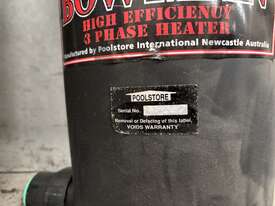 HIGH EFFICIENCY
3 PHASE HEATER
Manufactured by Poolstore International Newcastle Australia
POOLSTORE
Serial No.
Removal or Defacing of this label,
VOIDS WARRANTY